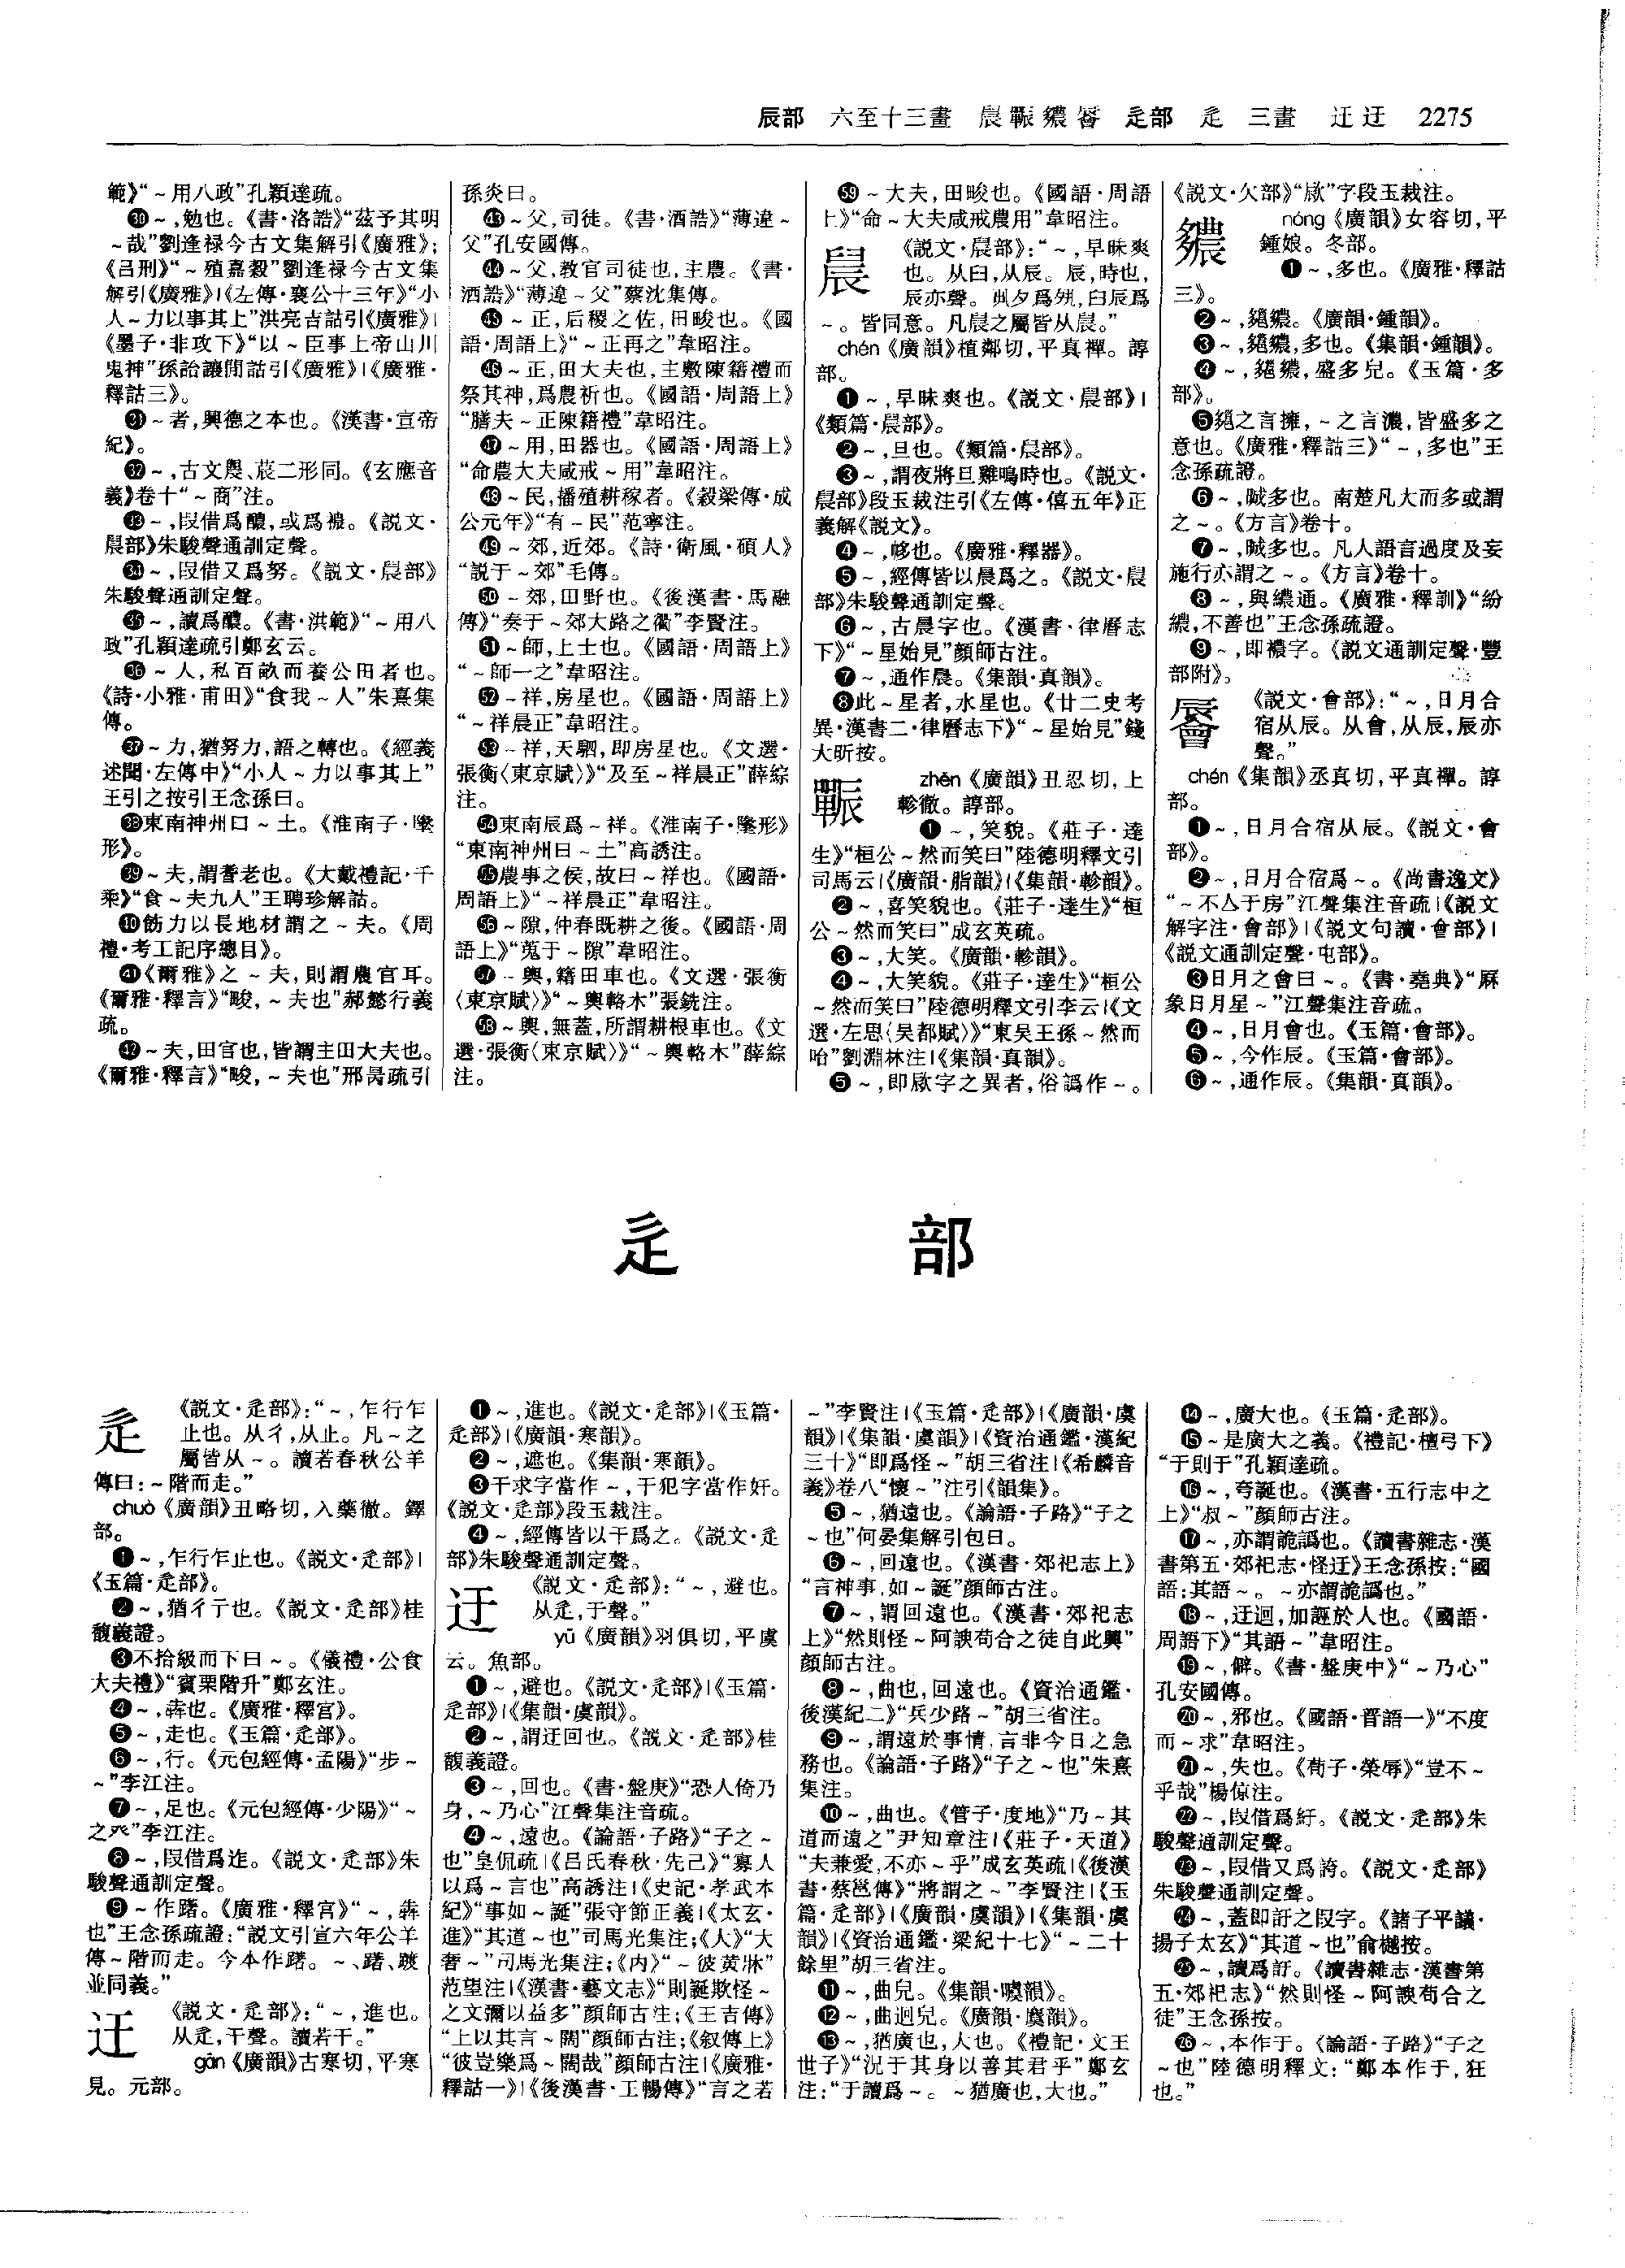 辰部　六至十三畫　䢅辴繷䢈　辵部　辵　三畫　迀迂　2275
範》“～用八政”孔穎達疏。
㉚～,勉也。《書·洛誥》“茲予其明
～哉”劉逢禄今古文集解引《廣雅》;
《吕刑》“～殖嘉穀”劉逢禄今古文集
解引《廣雅》|《左傳·襄公十三年》“小
人～力以事其上”洪亮吉詁引《廣雅》|
《墨子·非攻下》“以～臣事上帝山川
鬼神”孫詒讓閒詁引《廣雅》|《廣雅·
釋詁三》。
㉛～者,興德之本也。《漢書·宣帝
紀》。
㉜～,古文䢉、莀二形同。《玄應音
義》卷十“～商”注。
㉝～,叚借爲醲,或爲襛。《説文·
䢅部》朱駿聲通訓定聲。
㉞～,叚借又爲努。《説文·䢅部》
朱駿聲通訓定聲。
㉟～,讀爲醲。《書·洪範》“～用八
政”孔穎達疏引鄭玄云。
㊱～人,私百畝而養公田者也。
《詩·小雅·甫田》“食我～人”朱熹集
傳。
㊲～力,猶努力,語之轉也。《經義
述聞·左傳中》“小人～力以事其上”
王引之按引王念孫曰。
㊳東南神州曰～土。《淮南子·墬
形》。
㊴～夫,謂耆老也。《大戴禮記·千
乘》“食～夫九人”王聘珍解詁。
㊵飭力以長地材謂之～夫。《周
禮·考工記序總目》。
㊶《爾雅》之～夫,則謂農官耳。
《爾雅·釋言》“畯,～夫也”郝懿行義
疏。
㊷～夫,田官也,皆謂主田大夫也。
《爾雅·釋言》“畯,～夫也”邢昺疏引
孫炎曰。
㊸～父,司徒。《書·酒誥》“薄違～
父”孔安國傳。
㊹～父,教官司徒也,主農。《書·
酒誥》“薄違～父”蔡沈集傳。
㊺～正,后稷之佐,田畯也。《國
語·周語上》“～正再之”韋昭注。
㊻～正,田大夫也,主敷陳籍禮而
祭其神,爲農祈也。《國語·周語上》
“膳夫～正陳籍禮”韋昭注。
㊼～用,田器也。《國語·周語上》
“命農大夫咸戒～用”韋昭注。
㊽～民,播殖耕稼者。《穀梁傳·成
公元年》“有～民”范寧注。
㊾～郊,近郊。《詩·衛風·碩人》
“説于～郊”毛傳。
㊿～郊,田野也。《後漢書·馬融
傳》“奏于～郊大路之衢”李賢注。
51～師,上士也。《國語·周語上》
“～師一之”韋昭注。
52～祥,房星也。《國語·周語上》
“～祥晨正”韋昭注。
53～祥,天駟,即房星也。《文選·
張衡〈東京賦〉》“及至～祥晨正”薛綜
注。
54東南辰爲～祥。《淮南子·墬形》
“東南神州曰～土”高誘注。
55農事之侯,故曰～祥也。《國語·
周語上》“～祥晨正”韋昭注。
56～隙,仲春既耕之後。《國語·周
語上》“蒐于～隙”韋昭注。
57～輿,籍田車也。《文選·張衡
〈東京賦〉》“～輿輅木”張銑注。
58～輿,無蓋,所謂耕根車也。《文
選·張衡〈東京賦〉》“～輿輅木”薛綜
注。
59～大夫,田畯也。《國語·周語
上》“命～大夫咸戒農用”韋昭注。
䢅
《説文·䢅部》:“～,早昧爽
也。从臼,从辰。辰,時也,
辰亦聲。𠃨夕爲㚇,臼辰爲
～。皆同意。凡䢅之屬皆从䢅。”
chén《廣韻》植鄰切,平真禪。諄
部。
❶～,早昧爽也。《説文·䢅部》|
《類篇·䢅部》。
❷～,旦也。《類篇·䢅部》。
❸～,謂夜將旦雞鳴時也。《説文·
䢅部》段玉裁注引《左傳·僖五年》正
義解《説文》。
❹～,㫳也。《廣雅·釋器》。
❺～,經傳皆以晨爲之。《説文·䢅
部》朱駿聲通訓定聲。
❻～,古晨字也。《漢書·律曆志
下》“～星始見”顔師古注。
❼～,通作晨。《集韻·真韻》。
❽此～星者,水星也。《廿二史考
異·漢書二·律曆志下》“～星始見”錢
大昕按。
辴
zhěn《廣韻》丑忍切,上
軫徹。諄部。
❶～,笑貌。《莊子·達
生》“桓公～然而笑曰”陸德明釋文引
司馬云|《廣韻·脂韻》|《集韻·軫韻》。
❷～,喜笑貌也。《莊子·達生》“桓
公～然而笑曰”成玄英疏。
❸～,大笑。《廣韻·軫韻》。
❹～,大笑貌。《莊子·達生》“桓公
～然而笑曰”陸德明釋文引李云|《文
選·左思〈吴都賦〉》“東吴王孫～然而
咍”劉淵林注|《集韻·真韻》。
❺～,即㰮字之異者,俗譌作～。
《説文·欠部》“㰮”字段玉裁注。
nóng《廣韻》女容切,平
鍾娘。冬部。
❶～,多也。《廣雅·釋詁
三》。
❷～,䋣繷。《廣韻·鍾韻》。
❸～,䋣繷,多也。《集韻·鍾韻》。
❹～,䋣繷,盛多皃。《玉篇·多
部》。
❺䋣之言擁,～之言濃,皆盛多之
意也。《廣雅·釋詁三》“～,多也”王
念孫疏證。
❻～,㬹多也。南楚凡大而多或謂
之～。《方言》卷十。
❼～,㬹多也。凡人語言過度及妄
施行亦謂之～。《方言》卷十。
❽～,與繷通。《廣雅·釋訓》“紛
繷,不善也”王念孫疏證。
❾～,即襛字。《説文通訓定聲·豐
部附》。
《説文·會部》:“～,日月合
宿从辰。从會,从辰,辰亦
聲。”
chén《集韻》丞真切,平真禪。諄
部。
❶～,日月合宿从辰。《説文·會
部》。
❷～,日月合宿爲～。《尚書逸文》
“～不亼于房”江聲集注音疏|《説文
解字注·會部》|《説文句讀·會部》|
《説文通訓定聲·屯部》。
❸日月之會曰～。《書·堯典》“厤
象日月星～”江聲集注音疏。
❹～,日月會也。《玉篇·會部》。
❺～,今作辰。《玉篇·會部》。
❻～,通作辰。《集韻·真韻》。
辵　部
辵
《説文·辵部》:“～,乍行乍
止也。从彳,从止。凡～之
屬皆从～。讀若春秋公羊
傳曰:～階而走。”
chuò《廣韻》丑略切,入藥徹。鐸
部。
❶～,乍行乍止也。《説文·辵部》|
《玉篇·辵部》。
❷～,猶彳亍也。《説文·辵部》桂
馥義證。
❸不拾級而下曰～。《儀禮·公食
大夫禮》“賓栗階升”鄭玄注。
❹～,犇也。《廣雅·釋宫》。
❺～,走也。《玉篇·辵部》。
❻～,行。《元包經傳·孟陽》“步～
～”李江注。
❼～,足也。《元包經傳·少陽》“～
之癶”李江注。
❽～,叚借爲迮。《説文·辵部》朱
駿聲通訓定聲。
❾～作躇。《廣雅·釋宫》“～,犇
也”王念孫疏證:“説文引宣六年公羊
傳～階而走。今本作躇。～、躇、踱
並同義。”
迀
《説文·辵部》:“～,進也。
从辵,干聲。讀若干。”
gān《廣韻》古寒切,平寒
見。元部。
❶～,進也。《説文·辵部》|《玉篇·
辵部》|《廣韻·寒韻》。
❷～,遮也。《集韻·寒韻》。
❸干求字當作～,干犯字當作奸。
《説文·辵部》段玉裁注。
❹～,經傳皆以干爲之。《説文·辵
部》朱駿聲通訓定聲。
迂
《説文·辵部》:“～,避也。
从辵,于聲。”
yū《廣韻》羽俱切,平虞
云。魚部。
❶～,避也。《説文·辵部》|《玉篇·
辵部》|《集韻·虞韻》。
❷～,謂迂回也。《説文·辵部》桂
馥義證。
❸～,回也。《書·盤庚》“恐人倚乃
身,～乃心”江聲集注音疏。
❹～,遠也。《論語·子路》“子之～
也”皇侃疏|《吕氏春秋·先己》“寡人
以爲～言也”高誘注|《史記·孝武本
紀》“事如～誕”張守節正義|《太玄·
進》“其道～也”司馬光集注;《人》“大
奢～”司馬光集注;《内》“～彼黄牀”
范望注|《漢書·藝文志》“則誕欺怪～
之文彌以益多”顔師古注;《王吉傳》
“上以其言～闊”顔師古注;《叙傳上》
“彼豈樂爲～闊哉”顔師古注|《廣雅·
釋詁一》|《後漢書·王暢傳》“言之若
～”李賢注|《玉篇·辵部》|《廣韻·虞
韻》|《集韻·虞韻》|《資治通鑑·漢紀
三十》“即爲怪～”胡三省注|《希麟音
義》卷八“懷～”注引《韻集》。
❺～,猶遠也。《論語·子路》“子之
～也”何晏集解引包曰。
❻～,回遠也。《漢書·郊祀志上》
“言神事,如～誕”顔師古注。
❼～,謂回遠也。《漢書·郊祀志
上》“然則怪～阿諛苟合之徒自此興”
顔師古注。
❽～,曲也,回遠也。《資治通鑑·
後漢紀二》“兵少路～”胡三省注。
❾～,謂遠於事情,言非今日之急
務也。《論語·子路》“子之～也”朱熹
集注。
❿～,曲也。《管子·度地》“乃～其
道而遠之”尹知章注|《莊子·天道》
“夫兼愛,不亦～乎”成玄英疏|《後漢
書·蔡邕傳》“將謂之～”李賢注|《玉
篇·辵部》|《廣韻·虞韻》|《集韻·虞
韻》|《資治通鑑·梁紀十七》“～二十
餘里”胡三省注。
⓫～,曲皃。《集韻·噳韻》。
⓬～,曲迴皃。《廣韻·麌韻》。
⓭～,猶廣也,大也。《禮記·文王
世子》“況于其身以善其君乎”鄭玄
注:“于讀爲～。～猶廣也,大也。”
⓮～,廣大也。《玉篇·辵部》。
⓯～是廣大之義。《禮記·檀弓下》
“于則于”孔穎達疏。
⓰～,夸誕也。《漢書·五行志中之
上》“叔～”顔師古注。
⓱～,亦謂詭譌也。《讀書雜志·漢
書第五·郊祀志·怪迂》王念孫按:“國
語:其語～。～亦謂詭譌也。”
⓲～,迂迴,加誣於人也。《國語·
周語下》“其語～”韋昭注。
⓳～,僻。《書·盤庚中》“～乃心”
孔安國傳。
⓴～,邪也。《國語·晋語一》“不度
而～求”韋昭注。
㉑～,失也。《荀子·榮辱》“豈不～
乎哉”楊倞注。
㉒～,叚借爲紆。《説文·辵部》朱
駿聲通訓定聲。
㉓～,叚借又爲誇。《説文·辵部》
朱駿聲通訓定聲。
㉔～,蓋即訏之叚字。《諸子平議·
揚子太玄》“其道～也”俞樾按。
㉕～,讀爲訏。《讀書雜志·漢書第
五·郊祀志》“然則怪～阿諛苟合之
徒”王念孫按。
㉖～,本作于。《論語·子路》“子之
～也”陸德明釋文:“鄭本作于,狂
也。”